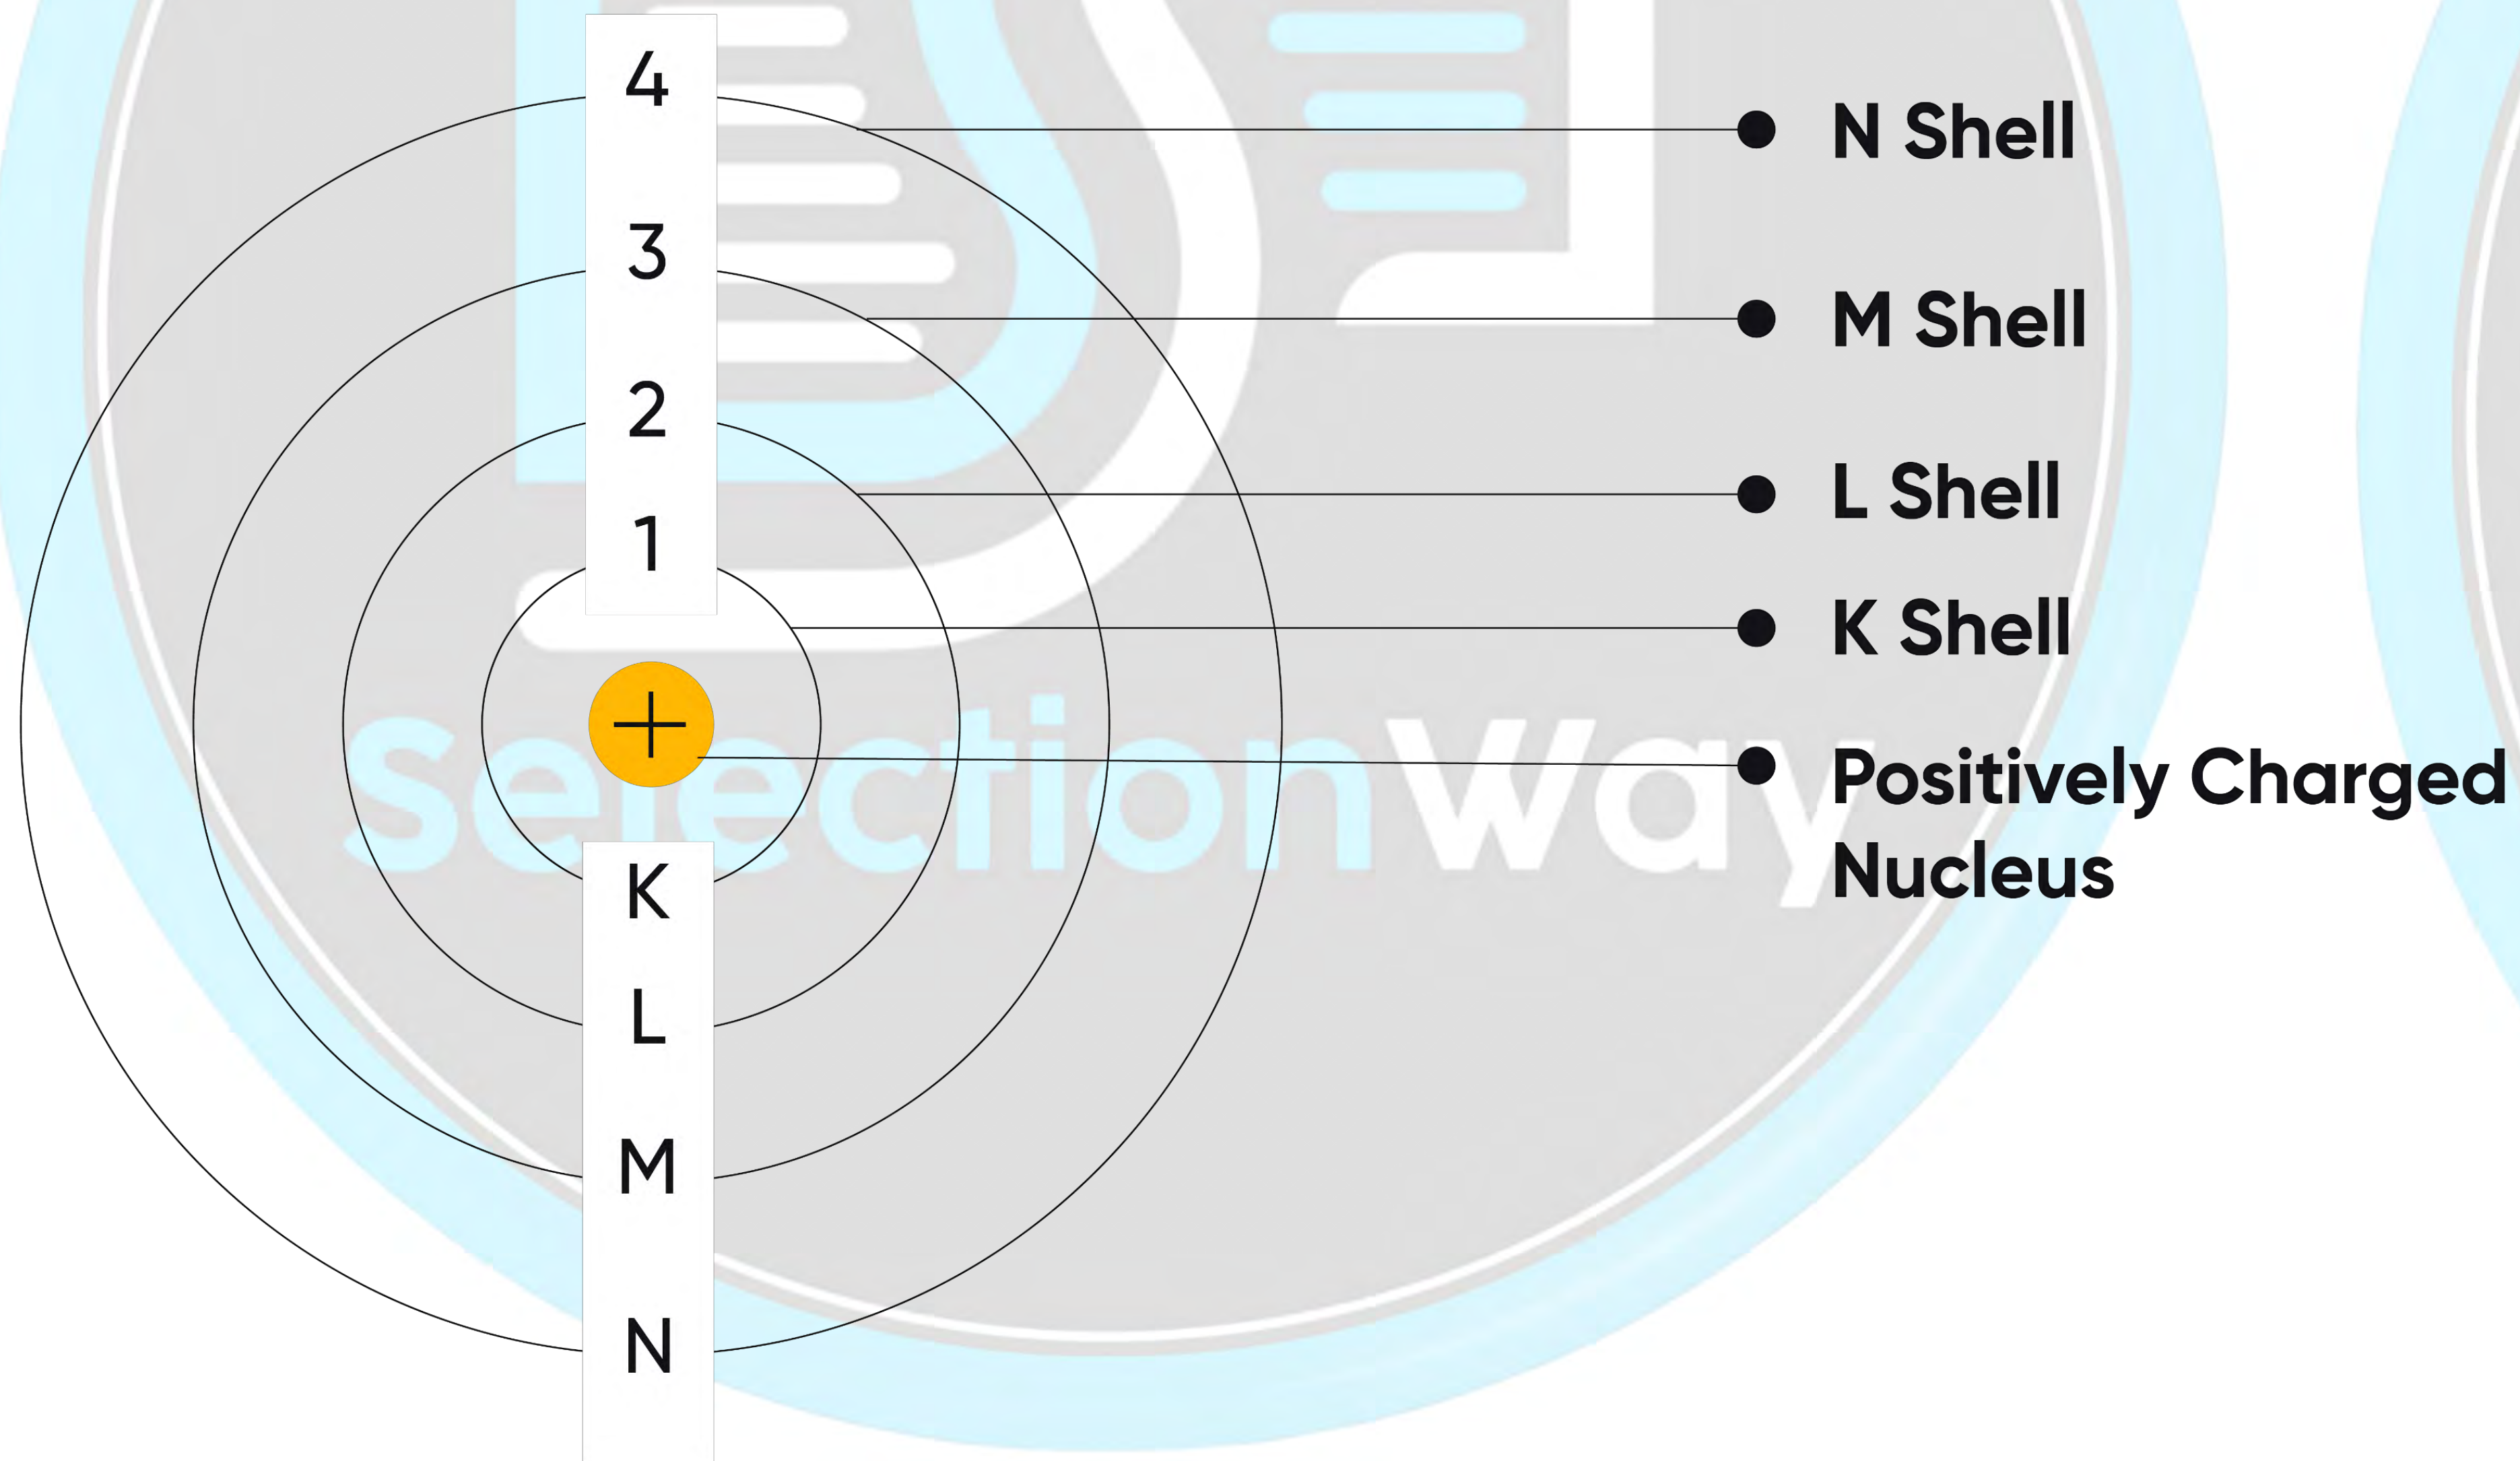 4
N Shell
3
M Shell
2
L Shell
1
K Shell
SelectionWay
Positively Charged
Nucleus
K
L
M
N